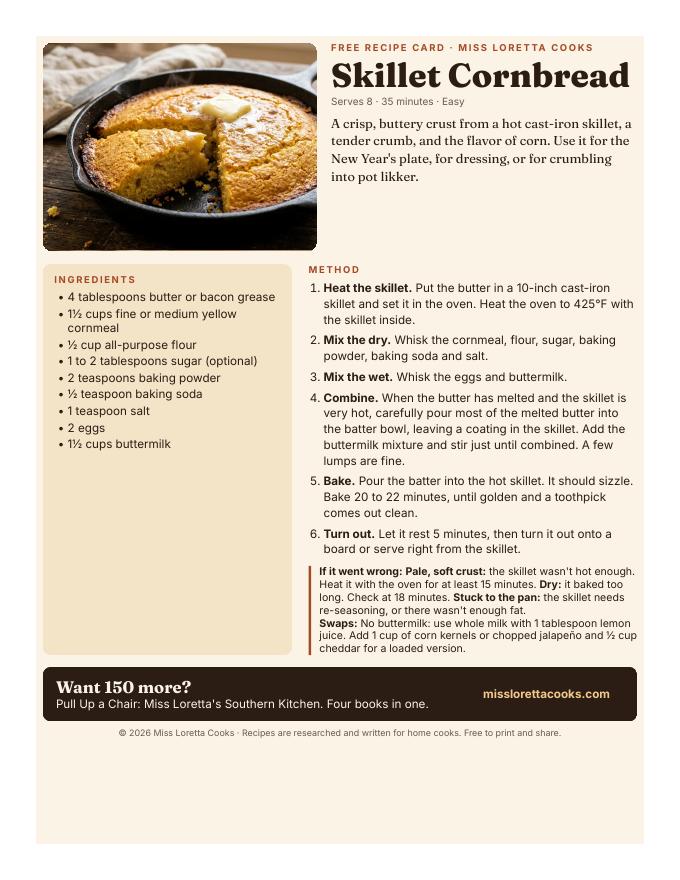 FREE RECIPE CARD · MISS LORETTA COOKS
Skillet Cornbread
Serves 8 · 35 minutes · Easy
A crisp, buttery crust from a hot cast-iron skillet, a
tender crumb, and the flavor of corn. Use it for the
New Year's plate, for dressing, or for crumbling
into pot likker.
INGREDIENTS
• 4 tablespoons butter or bacon grease
• 1½ cups fine or medium yellow
cornmeal
• ½ cup all-purpose flour
• 1 to 2 tablespoons sugar (optional)
• 2 teaspoons baking powder
• ½ teaspoon baking soda
• 1 teaspoon salt
• 2 eggs
• 1½ cups buttermilk
METHOD
1. Heat the skillet. Put the butter in a 10-inch cast-iron
skillet and set it in the oven. Heat the oven to 425°F with
the skillet inside.
2. Mix the dry. Whisk the cornmeal, flour, sugar, baking
powder, baking soda and salt.
3. Mix the wet. Whisk the eggs and buttermilk.
4. Combine. When the butter has melted and the skillet is
very hot, carefully pour most of the melted butter into
the batter bowl, leaving a coating in the skillet. Add the
buttermilk mixture and stir just until combined. A few
lumps are fine.
5. Bake. Pour the batter into the hot skillet. It should sizzle.
Bake 20 to 22 minutes, until golden and a toothpick
comes out clean.
6. Turn out. Let it rest 5 minutes, then turn it out onto a
board or serve right from the skillet.
If it went wrong: Pale, soft crust: the skillet wasn't hot enough.
Heat it with the oven for at least 15 minutes. Dry: it baked too
long. Check at 18 minutes. Stuck to the pan: the skillet needs
re-seasoning, or there wasn't enough fat.
Swaps: No buttermilk: use whole milk with 1 tablespoon lemon
juice. Add 1 cup of corn kernels or chopped jalapeño and ½ cup
cheddar for a loaded version.
Want 150 more?
Pull Up a Chair: Miss Loretta's Southern Kitchen. Four books in one.
misslorettacooks.com
© 2026 Miss Loretta Cooks · Recipes are researched and written for home cooks. Free to print and share.